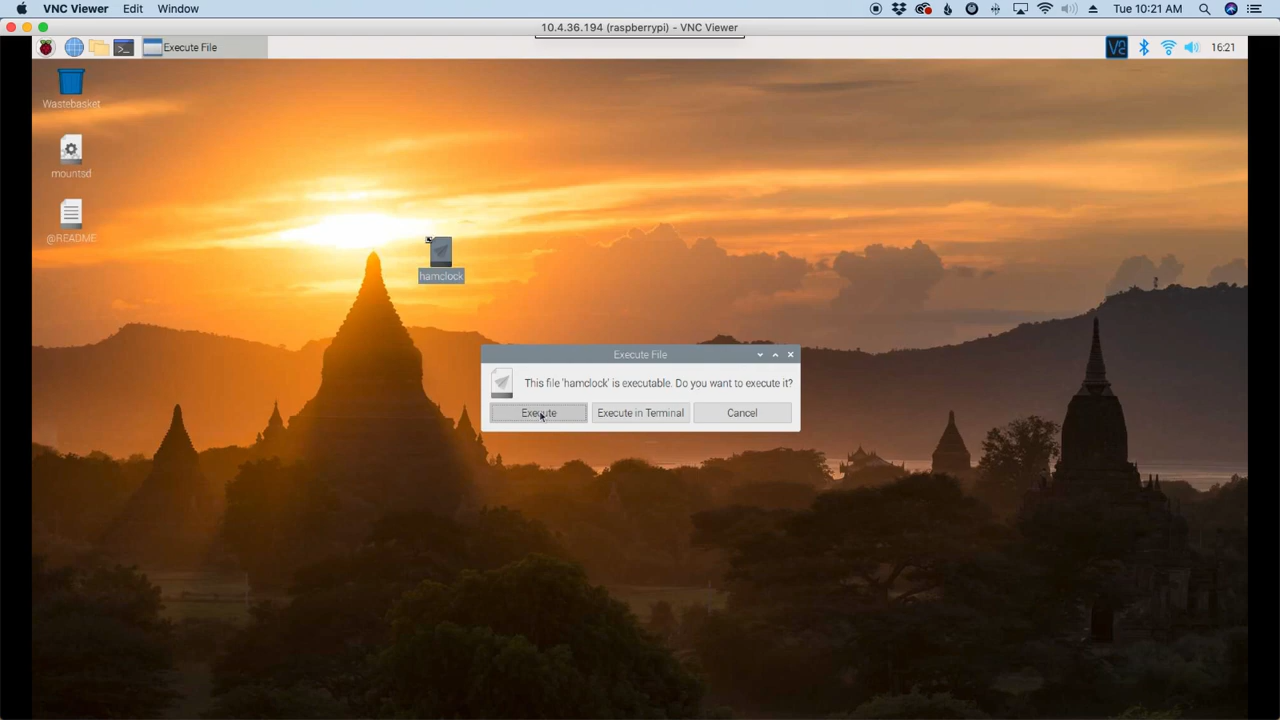 VNC Viewer Edit Window Tue 10:21 AM
10.4.36.194 (raspberrypi) - VNC Viewer
Execute File 16:21
Wastebasket
mountsd
@README
hamclock
Execute File
This file 'hamclock' is executable. Do you want to execute it?
Execute Execute in Terminal Cancel